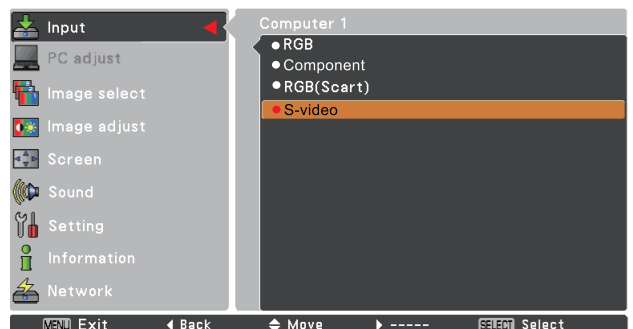 Input
PC adjust
Image select
Image adjust
Screen
Sound
Setting
Information
Network
Computer 1
RGB
Component
RGB(Scart)
S-video
MENU Exit Back Move ----- SELECT Select